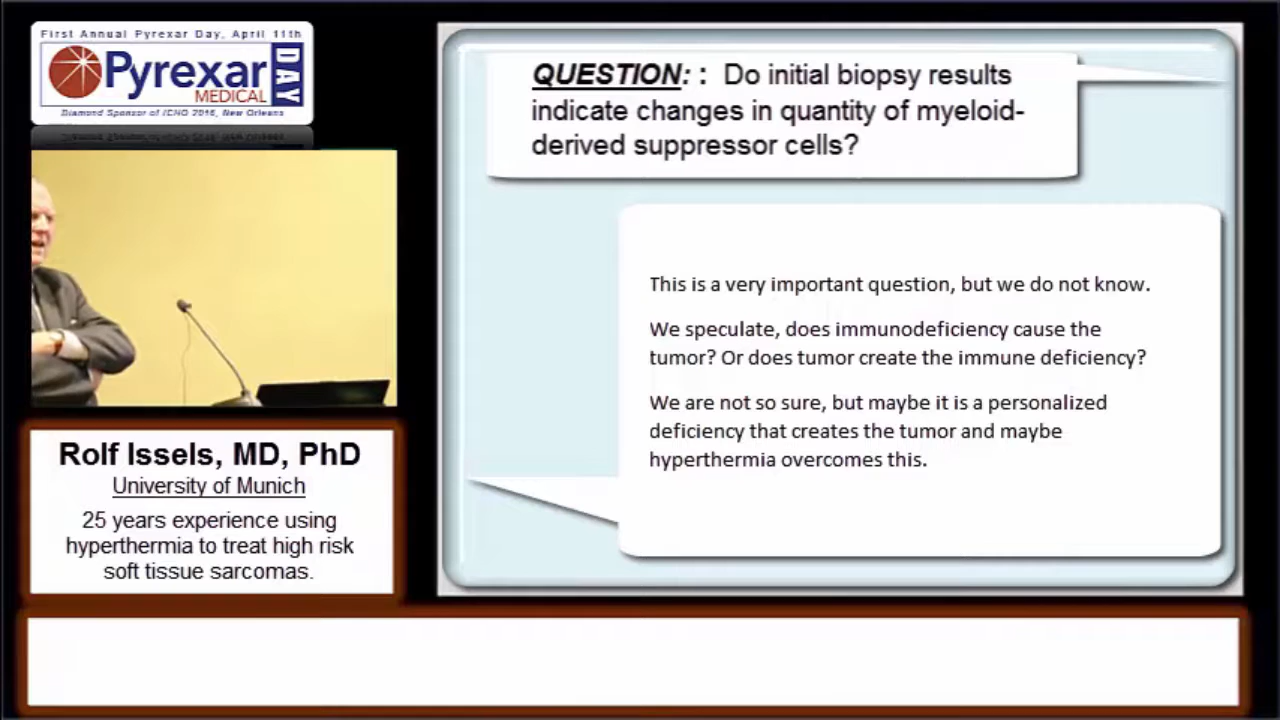 First Annual Pyrexar Day, April 11th
Pyrexar
MEDICAL
DAY
Diamond Sponsor of ICHO 2016, New Orleans
QUESTION: : Do initial biopsy results
indicate changes in quantity of myeloid-
derived suppressor cells?
This is a very important question, but we do not know.
We speculate, does immunodeficiency cause the
tumor? Or does tumor create the immune deficiency?
We are not so sure, but maybe it is a personalized
deficiency that creates the tumor and maybe
hyperthermia overcomes this.
Rolf Issels, MD, PhD
University of Munich
25 years experience using
hyperthermia to treat high risk
soft tissue sarcomas.